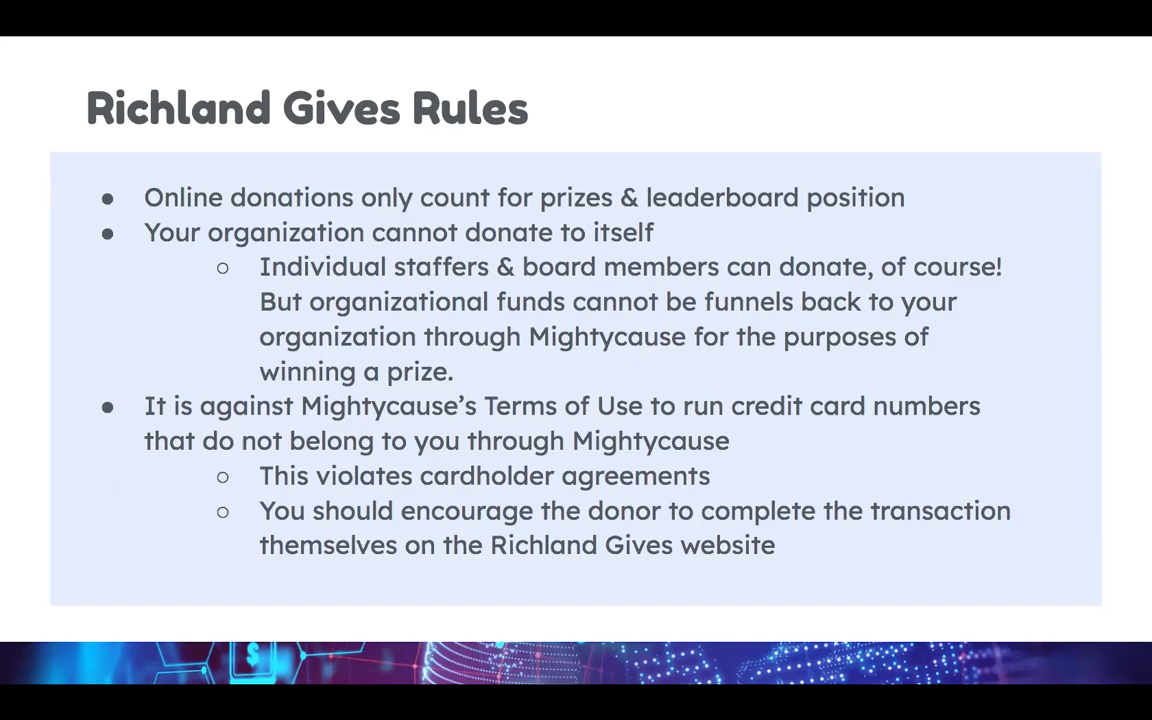 Richland Gives Rules
● Online donations only count for prizes & leaderboard position
● Your organization cannot donate to itself
○ Individual staffers & board members can donate, of course!
But organizational funds cannot be funnels back to your
organization through Mightycause for the purposes of
winning a prize.
● It is against Mightycause's Terms of Use to run credit card numbers
that do not belong to you through Mightycause
○ This violates cardholder agreements
○ You should encourage the donor to complete the transaction
themselves on the Richland Gives website
$